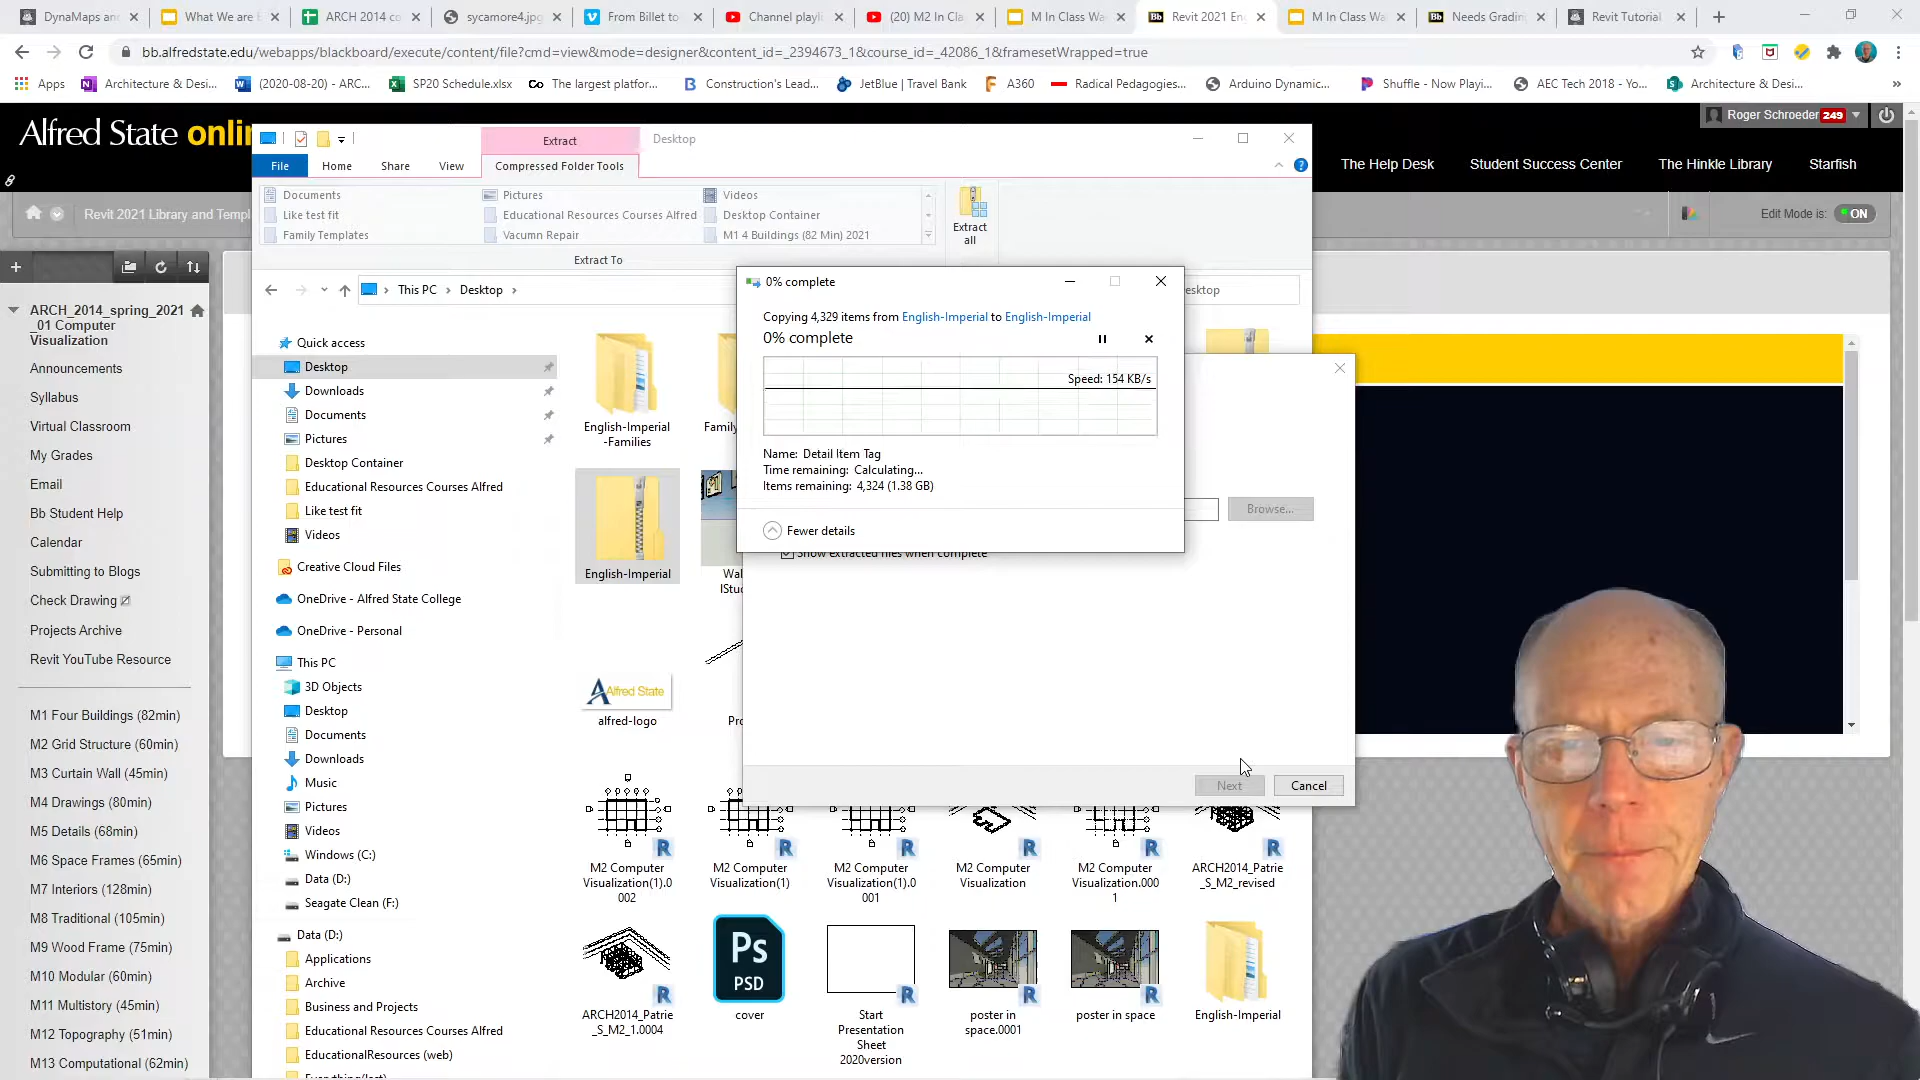 DynaMaps an
What We are E
ARCH 2014 co
sycamore4.jpg
From Billet to
Channel playli
(20) M2 In Cla
M In Class Wa
Revit 2021 Eng
M In Class Wa
Needs Grading
Revit Tutorial
bb.alfredstate.edu/webapps/blackboard/execute/content/file?cmd=view&mode=designer&content_id=_2394673_1&course_id=_42086_1&framesetWrapped=true
Apps
Architecture & Desi...
(2020-08-20) - ARC...
SP20 Schedule.xlsx
Co The largest platfor...
Construction's Lead...
JetBlue | Travel Bank
A360
Radical Pedagogies...
Arduino Dynamic...
Shuffle - Now Playi...
AEC Tech 2018 - Yo...
Architecture & Desi...
Alfred State onlin
Roger Schroeder 249
The Help Desk
Student Success Center
The Hinkle Library
Starfish
Revit 2021 Library and Templ
Edit Mode is: ON
ARCH_2014_spring_2021
_01 Computer
Visualization
Announcements
Syllabus
Virtual Classroom
My Grades
Email
Bb Student Help
Calendar
Submitting to Blogs
Check Drawing
Projects Archive
Revit YouTube Resource
M1 Four Buildings (82min)
M2 Grid Structure (60min)
M3 Curtain Wall (45min)
M4 Drawings (80min)
M5 Details (68min)
M6 Space Frames (65min)
M7 Interiors (128min)
M8 Traditional (105min)
M9 Wood Frame (75min)
M10 Modular (60min)
M11 Multistory (45min)
M12 Topography (51min)
M13 Computational (62min)
Extract
Desktop
File
Home
Share
View
Compressed Folder Tools
Documents
Pictures
Videos
Like test fit
Educational Resources Courses Alfred
Desktop Container
Family Templates
Vacumn Repair
M1 4 Buildings (82 Min) 2021
Extract To
Extract
all
This PC
Desktop
esktop
Quick access
Desktop
Downloads
Documents
Pictures
Desktop Container
Educational Resources Courses Alfred
Like test fit
Videos
Creative Cloud Files
OneDrive - Alfred State College
OneDrive - Personal
This PC
3D Objects
Desktop
Documents
Downloads
Music
Pictures
Videos
Windows (C:)
Data (D:)
Seagate Clean (F:)
Data (D:)
Applications
Archive
Business and Projects
Educational Resources Courses Alfred
EducationalResources (web)
Everything(last)
English-Imperial
-Families
Family
English-Imperial
Wal
lStu
Alfred State
alfred-logo
Pro
M2 Computer
Visualization(1).0
002
M2 Computer
Visualization(1)
M2 Computer
Visualization(1).0
001
M2 Computer
Visualization
M2 Computer
Visualization.000
1
ARCH2014_Patrie
_S_M2_revised
ARCH2014_Patrie
_S_M2_1.0004
Ps
PSD
cover
Start
Presentation
Sheet
2020version
poster in
space.0001
poster in space
English-Imperial
0% complete
Copying 4,329 items from English-Imperial to English-Imperial
0% complete
Speed: 154 KB/s
Name: Detail Item Tag
Time remaining: Calculating...
Items remaining: 4,324 (1.38 GB)
Fewer details
Browse...
Show extracted files when complete
Next
Cancel